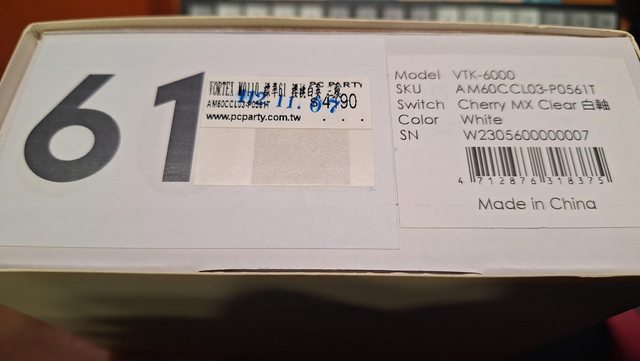 61
VORTEX
PC PARTY
AM60CCL03-P0561T
112.11.07
www.pcparty.com.tw
Model VTK-6000
SKU AM60CCL03-P0561T
Switch Cherry MX Clear 白軸
Color White
SN W2305600000007
4 712876 318375
Made in China